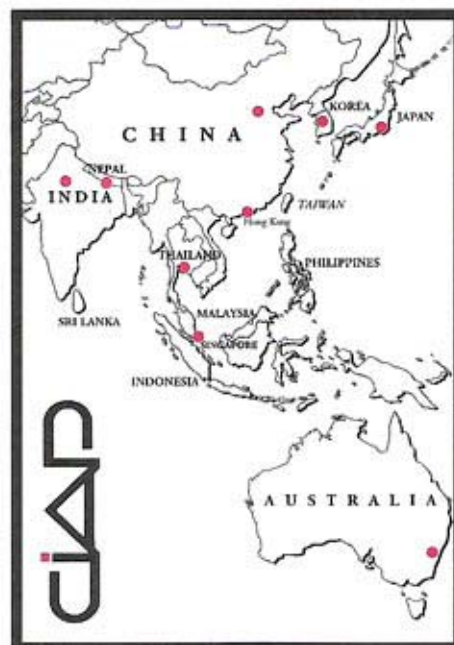 KOREA
JAPAN
CHINA
NEPAL
INDIA
TAIWAN
Hong Kong
THAILAND
PHILIPPINES
MALAYSIA
SRI LANKA
SINGAPORE
INDONESIA
AUSTRALIA